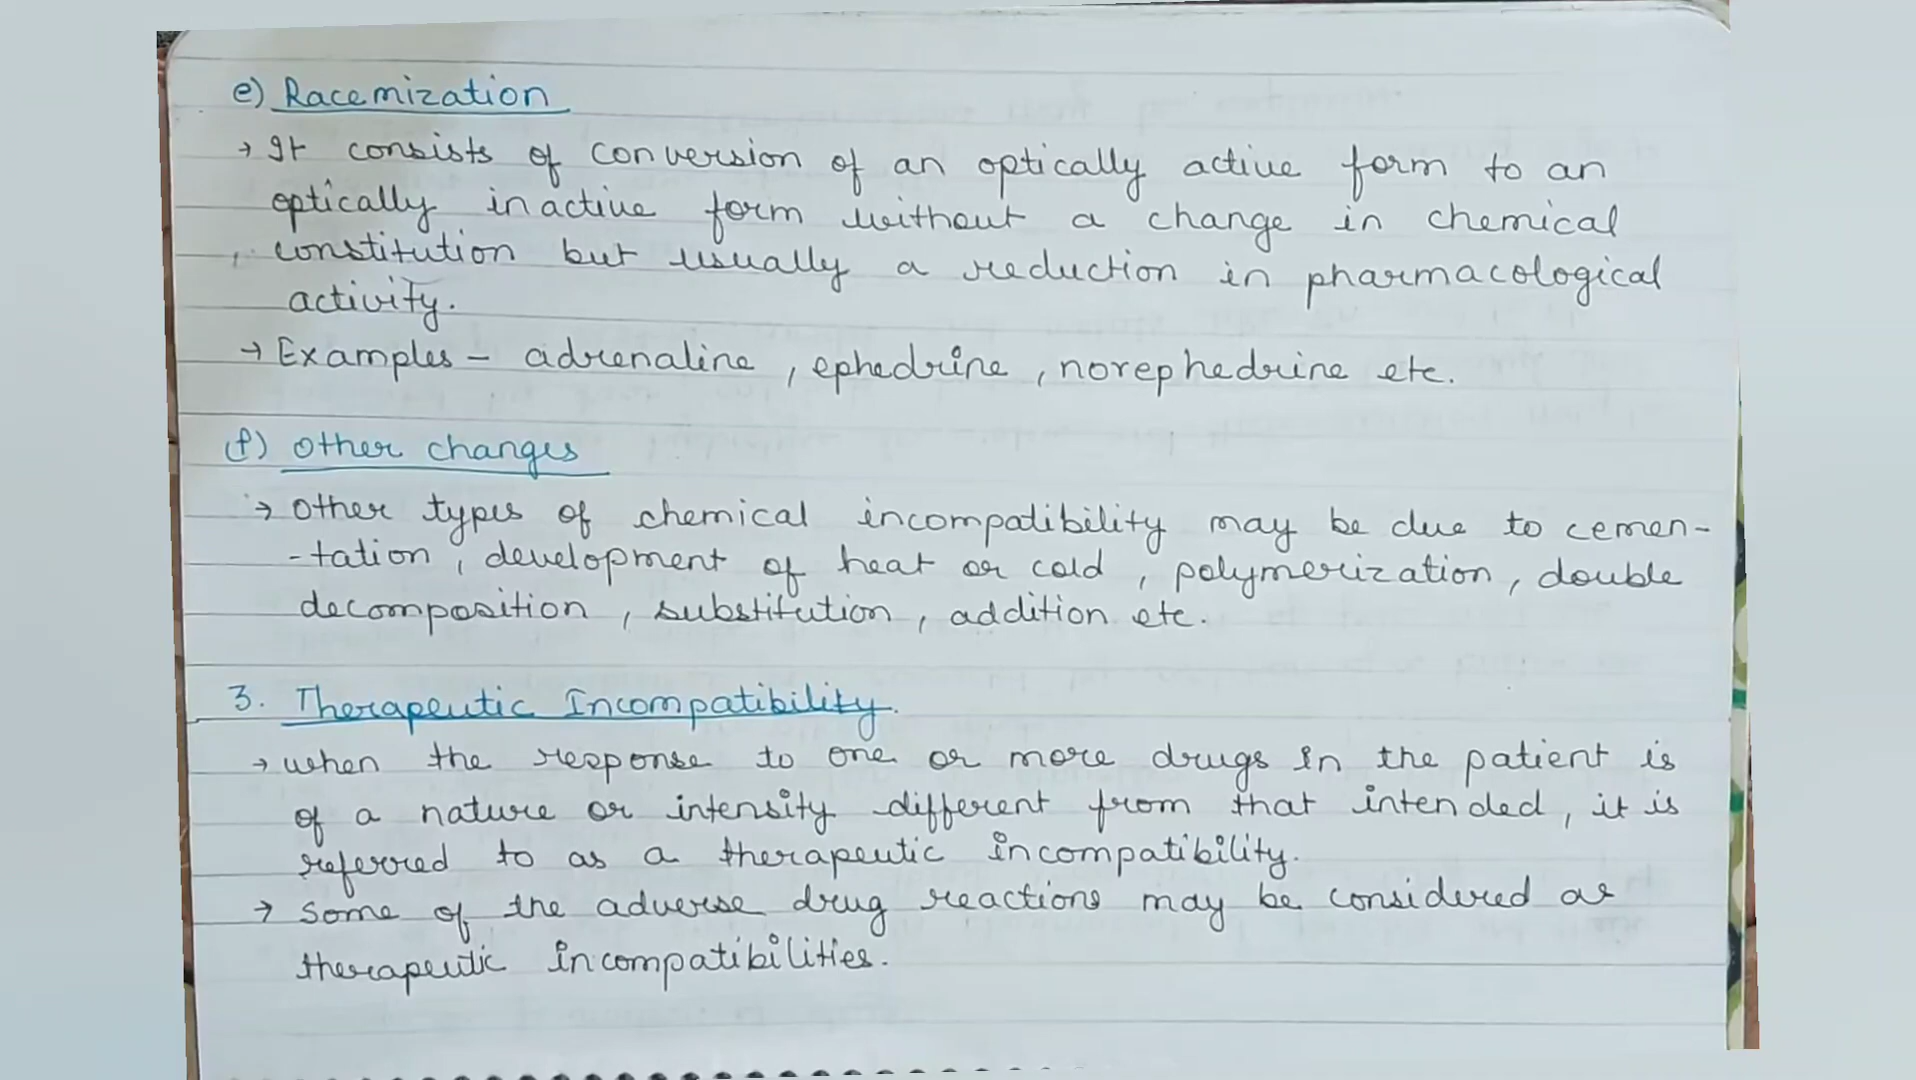 e) Racemization
→ It consists of conversion of an optically active form to an
optically inactive form without a change in chemical
constitution but usually a reduction in pharmacological
activity.
→ Examples - adrenaline, ephedrine, norephedrine etc.
(f) Other changes
→ Other types of chemical incompatibility may be due to cemen-
-tation, development of heat or cold, polymerization, double
decomposition, substitution, addition etc.
3. Therapeutic Incompatibility.
→ when the response to one or more drugs in the patient is
of a nature or intensity different from that intended, it is
referred to as a therapeutic incompatibility.
→ Some of the adverse drug reactions may be considered as
therapeutic incompatibilities.